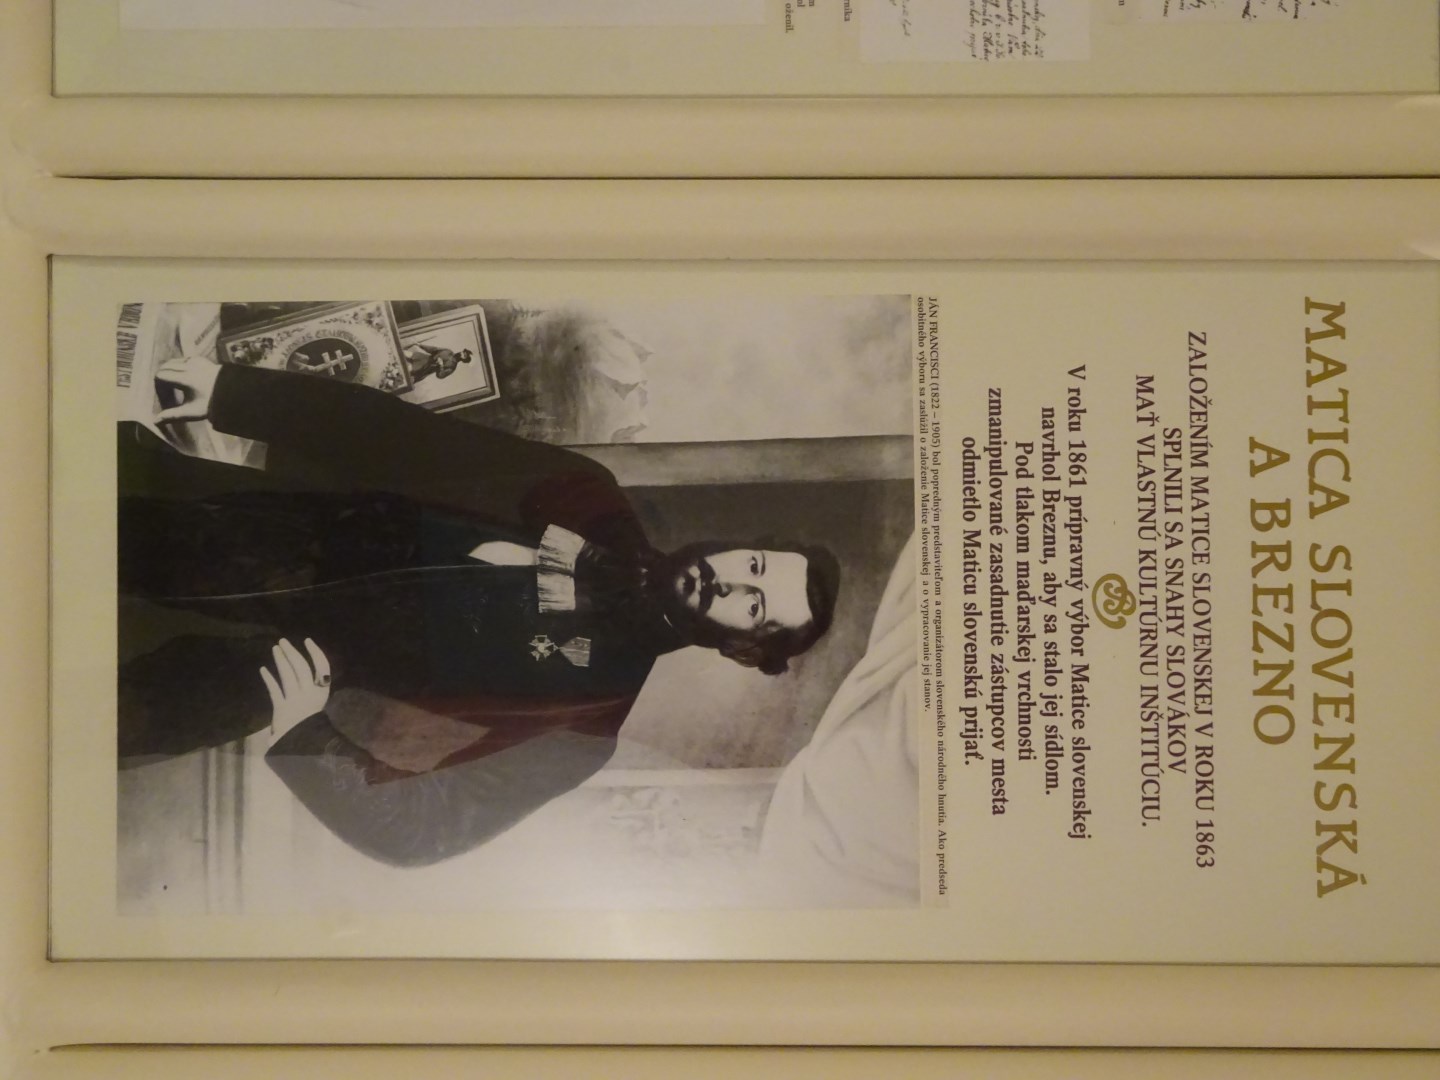 MATICA SLOVENSKÁ
A BREZNO
ZALOŽENÍM MATICE SLOVENSKEJ V ROKU 1863
SPLNILI SA SNAHY SLOVÁKOV
MAŤ VLASTNÚ KULTÚRNU INŠTITÚCIU.
V roku 1861 prípravný výbor Matice slovenskej
navrhol Breznu, aby sa stalo jej sídlom.
Pod tlakom maďarskej vrchnosti
zmanipulované zasadnutie zástupcov mesta
odmietlo Maticu slovenskú prijať.
JÁN FRANCISCI (1822 – 1905) bol popredným predstaviteľom a organizátorom slovenského národného hnutia. Ako predseda
osobitného výboru sa zaslúžil o založenie Matice slovenskej a o vypracovanie jej stanov.
oženil.